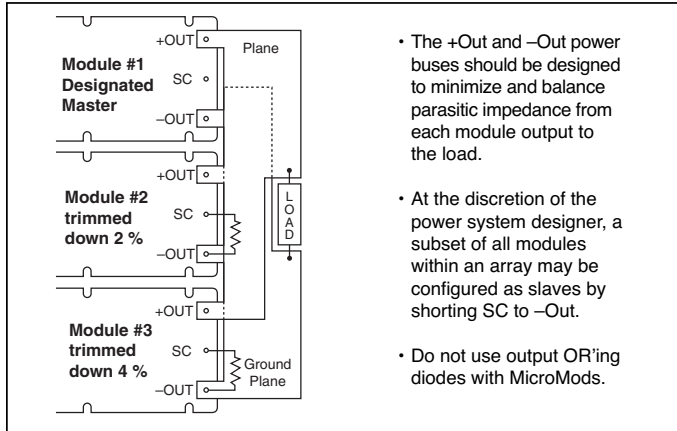 +OUT
Plane
Module #1
Designated
Master
SC
–OUT
+OUT
Module #2
trimmed
down 2 %
SC
–OUT
LOAD
+OUT
Module #3
trimmed
down 4 %
SC
Ground
Plane
–OUT
• The +Out and –Out power
buses should be designed
to minimize and balance
parasitic impedance from
each module output to
the load.
• At the discretion of the
power system designer, a
subset of all modules
within an array may be
configured as slaves by
shorting SC to –Out.
• Do not use output OR'ing
diodes with MicroMods.